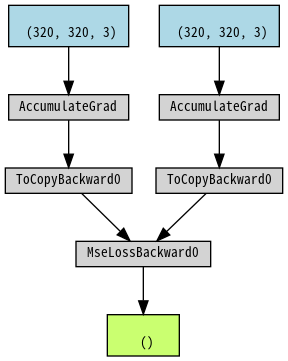 (320, 320, 3)
(320, 320, 3)
AccumulateGrad
AccumulateGrad
ToCopyBackward0
ToCopyBackward0
MseLossBackward0
()